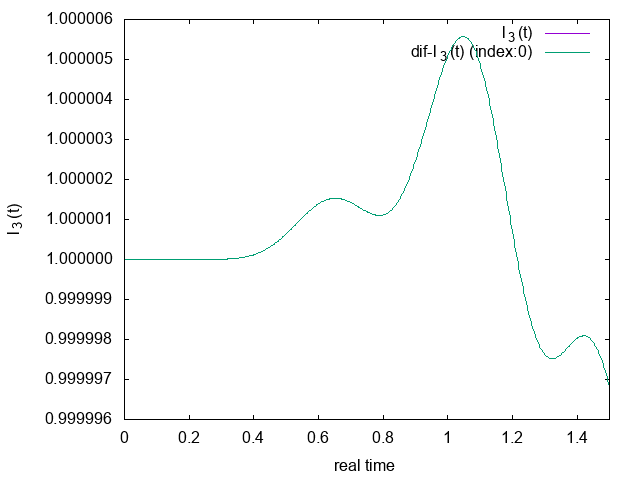 1.000006
1.000005
1.000004
1.000003
1.000002
1.000001
1.000000
0.999999
0.999998
0.999997
0.999996
I3(t)
I3(t)
dif-I3(t) (index:0)
0 0.2 0.4 0.6 0.8 1 1.2 1.4
real time